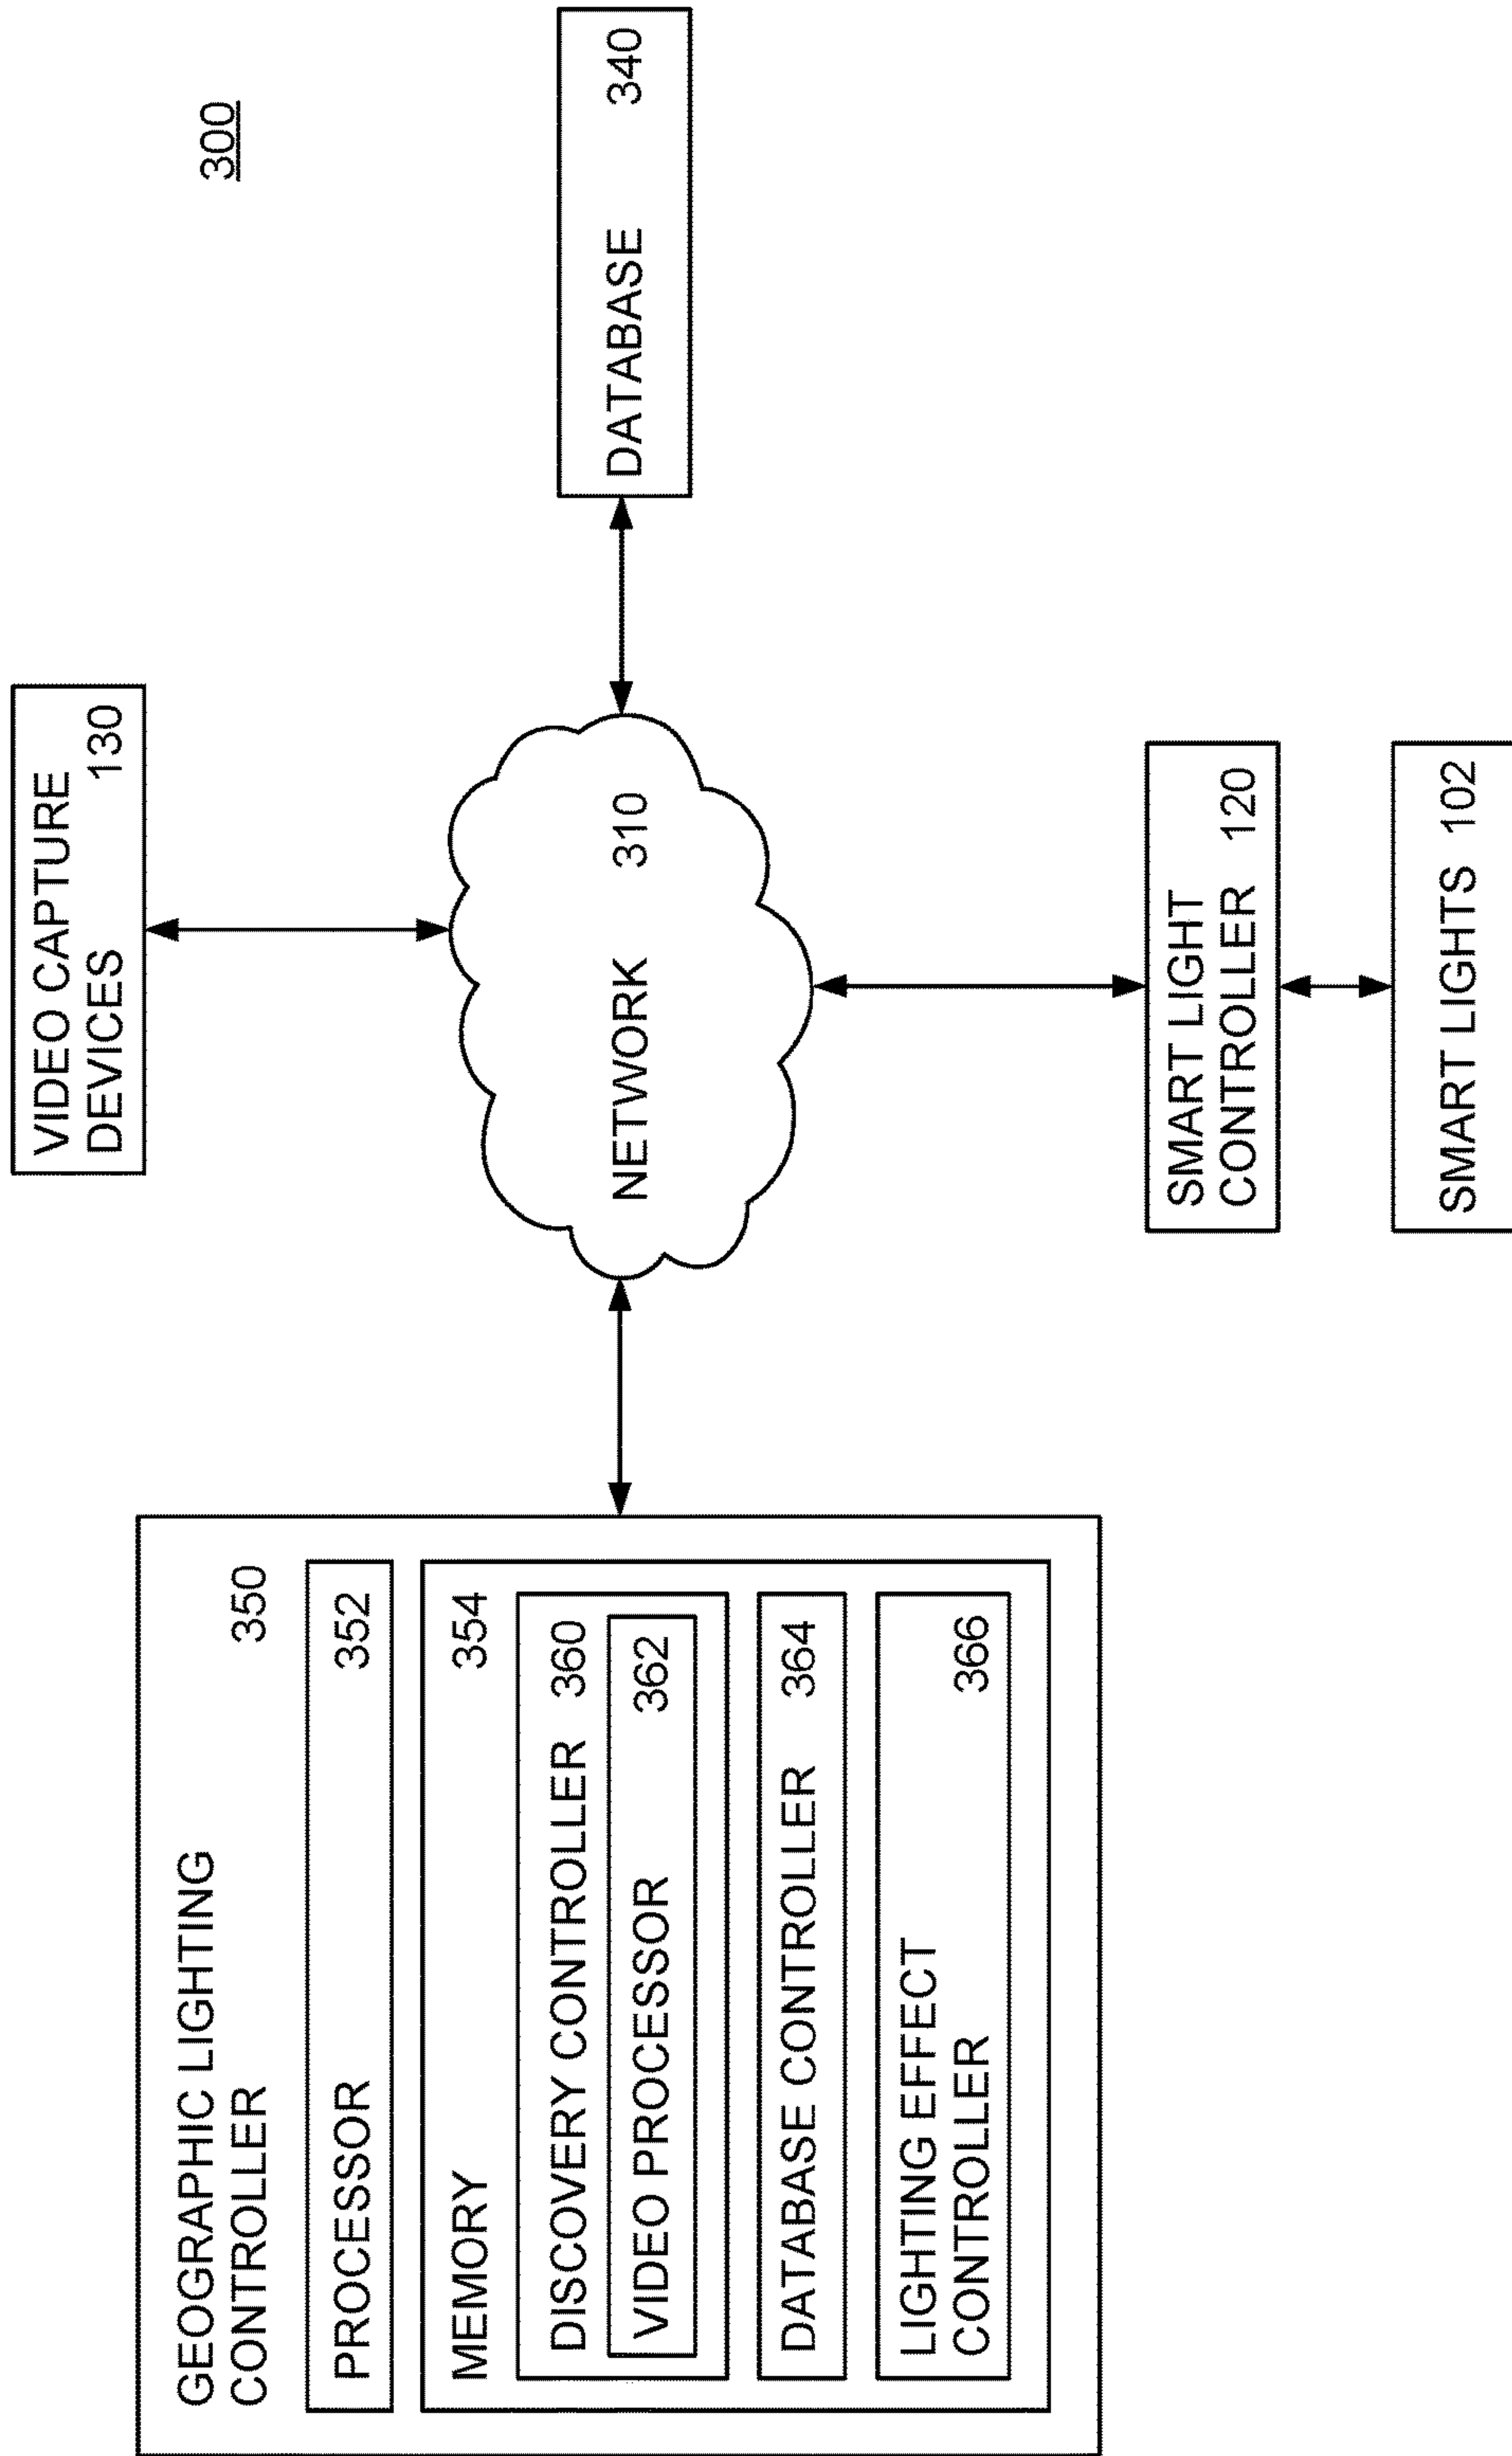 300
VIDEO CAPTURE
DEVICES 130
GEOGRAPHIC LIGHTING
CONTROLLER 350
PROCESSOR 352
MEMORY 354
DISCOVERY CONTROLLER 360
VIDEO PROCESSOR 362
DATABASE CONTROLLER 364
LIGHTING EFFECT
CONTROLLER 366
NETWORK 310
DATABASE 340
SMART LIGHT
CONTROLLER 120
SMART LIGHTS 102